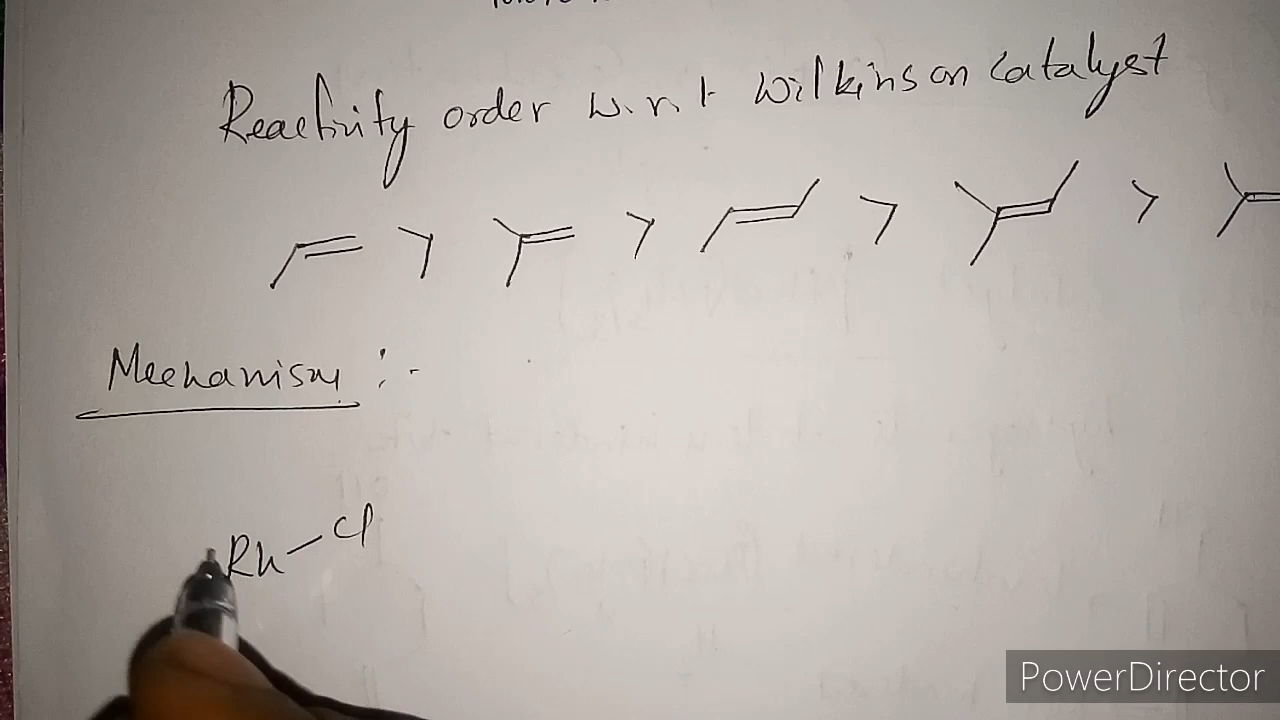 Reactivity order w.r.t Wilkinson Catalyst
> > > >
Mechanism :-
Rh-Cl
PowerDirector